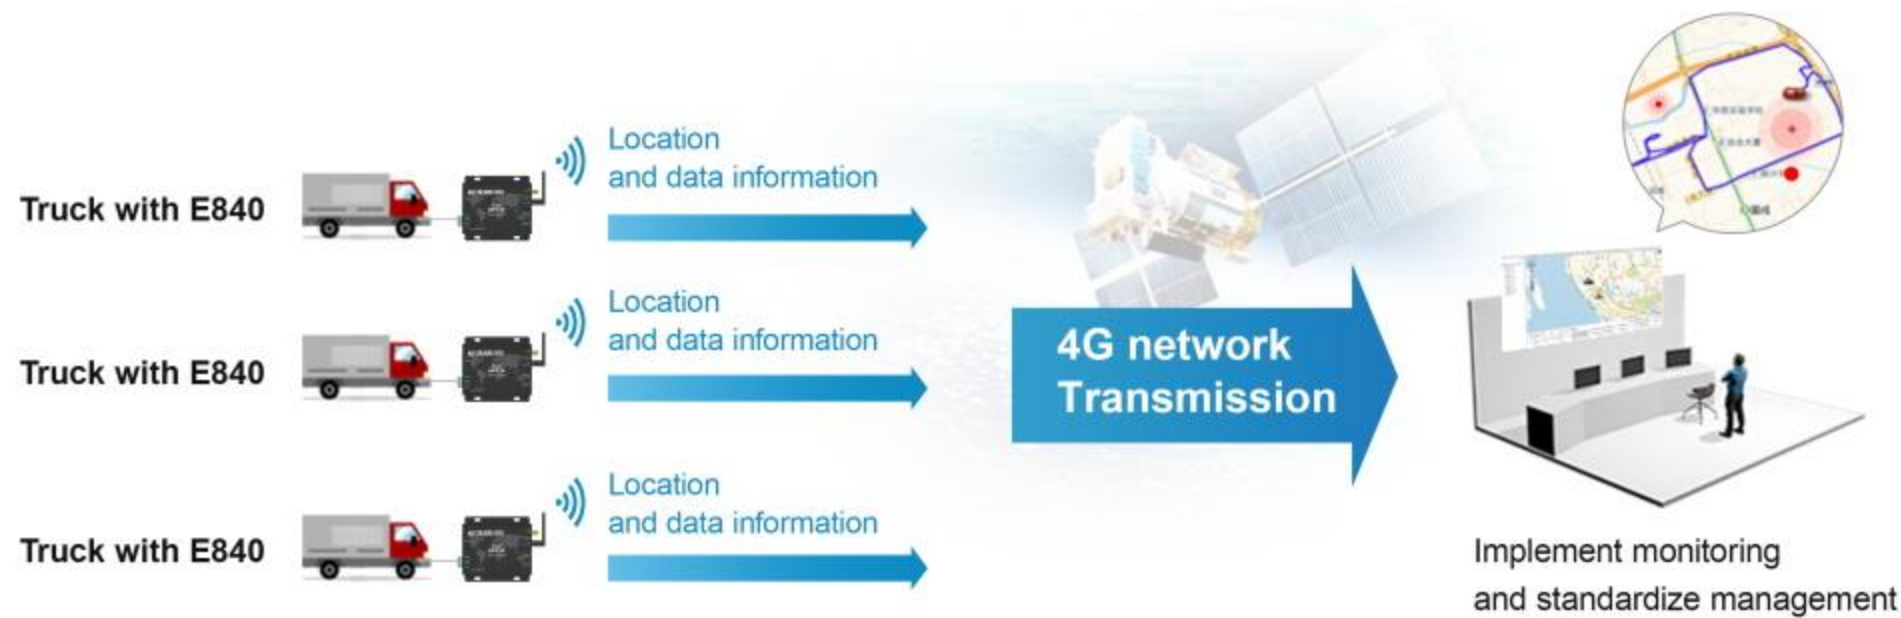 Location
and data information
Truck with E840
Location
and data information
Truck with E840
4G network
Transmission
Location
and data information
Truck with E840
Implement monitoring
and standardize management